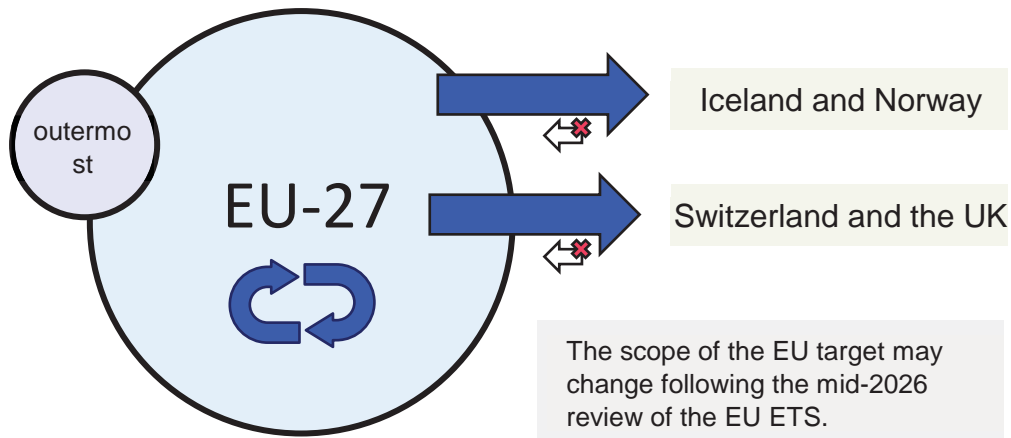 outermo
st
EU-27
Iceland and Norway
Switzerland and the UK
The scope of the EU target may
change following the mid-2026
review of the EU ETS.